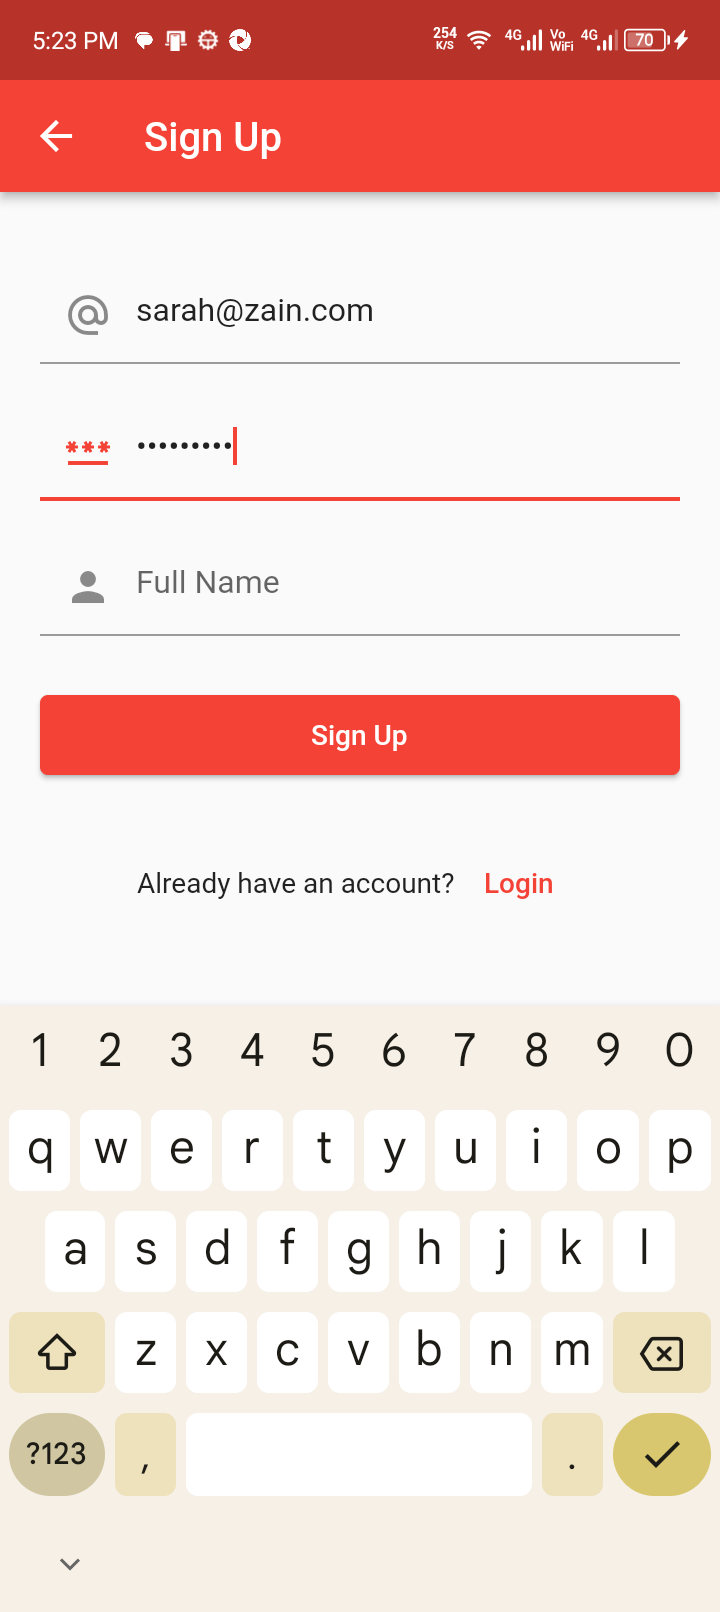 5:23 PM 254 K/S 4G Vo WiFi 4G 70
Sign Up
sarah@zain.com
•••••••••
Full Name
Sign Up
Already have an account? Login
1 2 3 4 5 6 7 8 9 0
q w e r t y u i o p
a s d f g h j k l
z x c v b n m
?123 , .